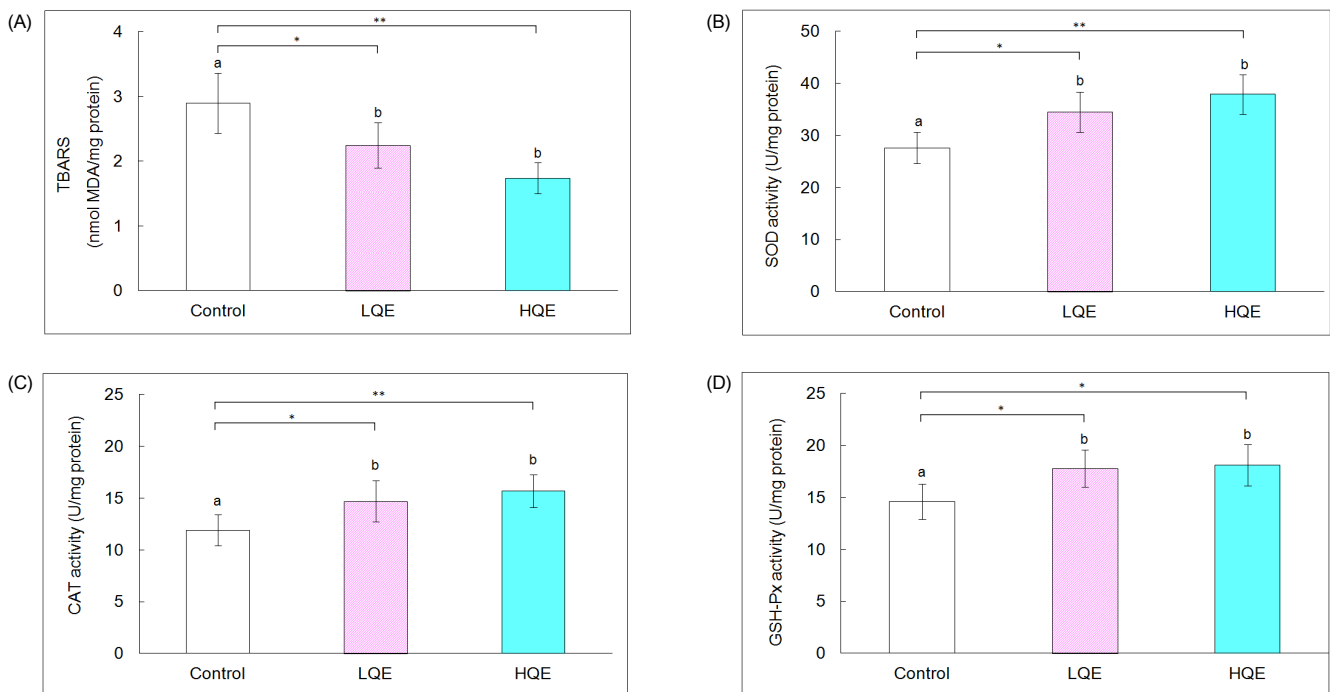 (A)
TBARS
(nmol MDA/mg protein)
4
3
2
1
0
**
*
a
b
b
Control LQE HQE
(B)
SOD activity (U/mg protein)
50
40
30
20
10
0
**
*
a
b
b
Control LQE HQE
(C)
CAT activity (U/mg protein)
25
20
15
10
5
0
**
*
a
b
b
Control LQE HQE
(D)
GSH-Px activity (U/mg protein)
25
20
15
10
5
0
*
*
a
b
b
Control LQE HQE